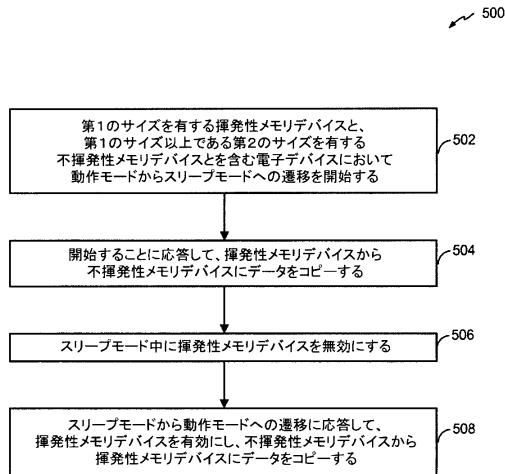 500
第1のサイズを有する揮発性メモリデバイスと、
第1のサイズ以上である第2のサイズを有する
不揮発性メモリデバイスとを含む電子デバイスにおいて
動作モードからスリープモードへの遷移を開始する
502
開始することに応答して、揮発性メモリデバイスから
不揮発性メモリデバイスにデータをコピーする
504
スリープモード中に揮発性メモリデバイスを無効にする
506
スリープモードから動作モードへの遷移に応答して、
揮発性メモリデバイスを有効にし、不揮発性メモリデバイスから
揮発性メモリデバイスにデータをコピーする
508